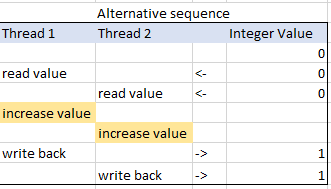 Alternative sequence
Thread 1 Thread 2 Integer Value
0
read value <- 0
read value <- 0
increase value
increase value
write back -> 1
write back -> 1